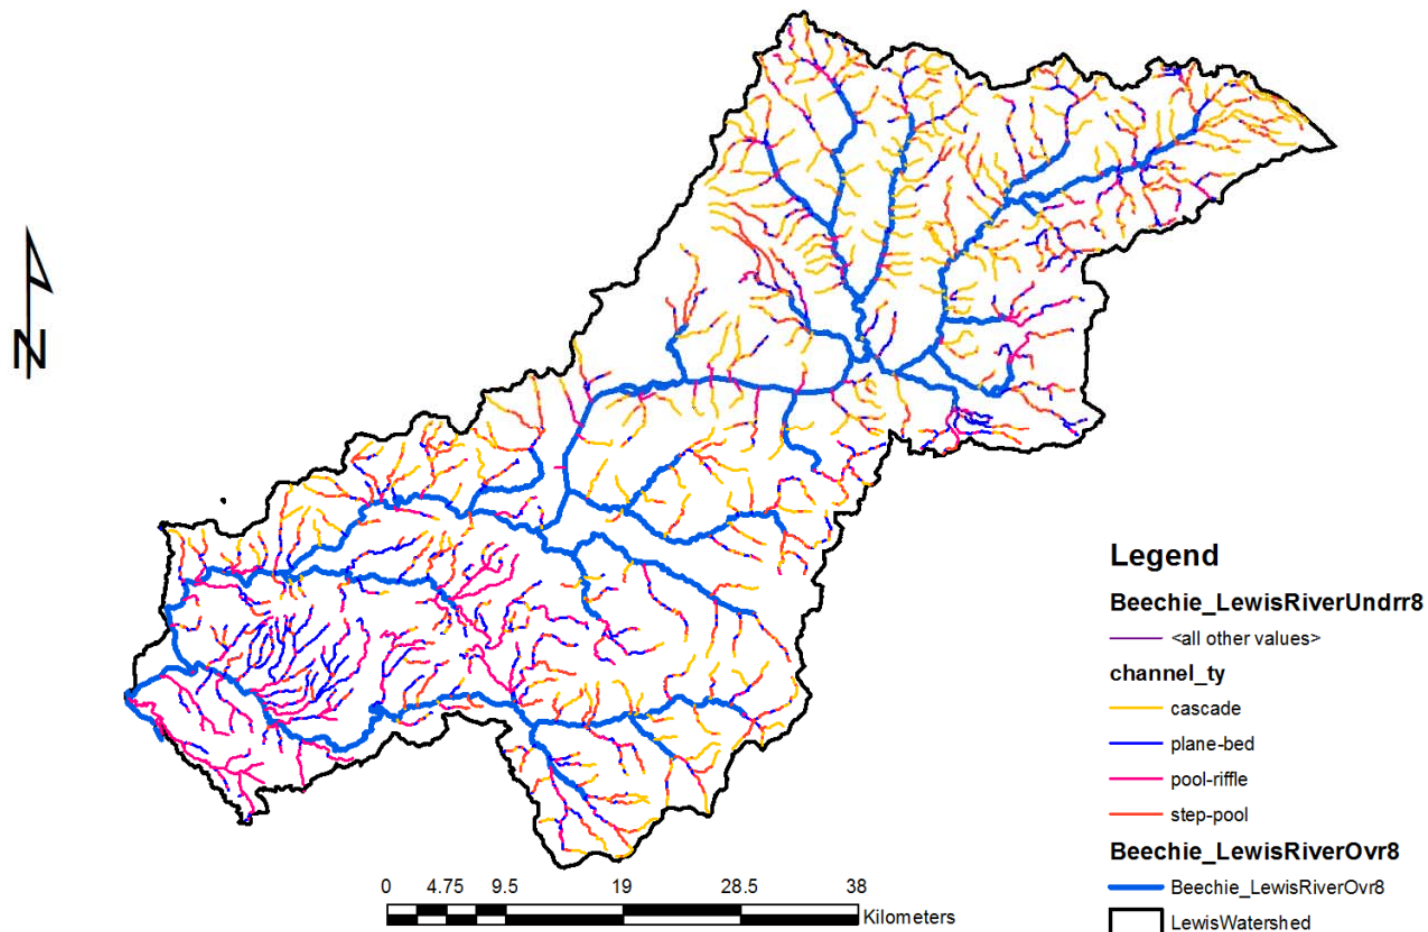 N
Legend
Beechie_LewisRiverUndrr8
<all other values>
channel_ty
cascade
plane-bed
pool-riffle
step-pool
Beechie_LewisRiverOvr8
Beechie_LewisRiverOvr8
LewisWatershed
0 4.75 9.5 19 28.5 38
Kilometers